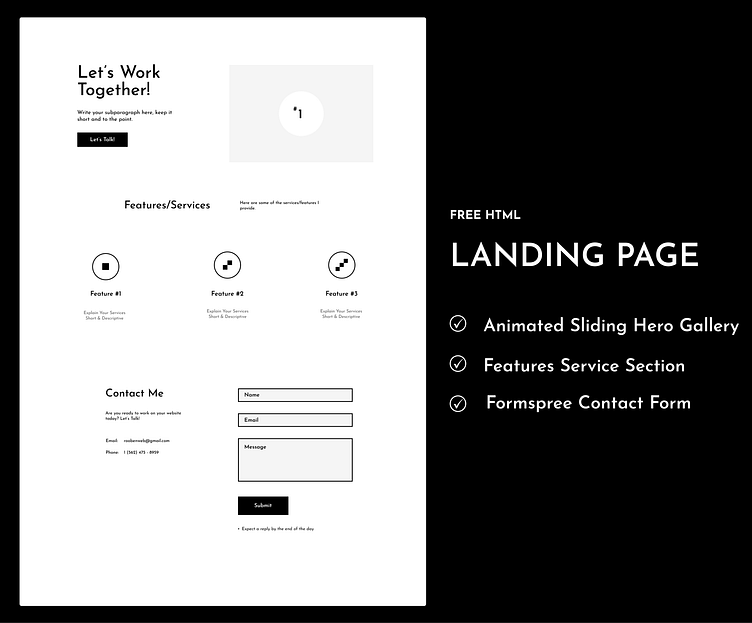 Let's Work
Together!
Write your subparagraph here, keep it
short and to the point.
Let's Talk!
#1
Features/Services
Here are some of the services/features I
provide.
Feature #1
Explain Your Services
Short & Descriptive
Feature #2
Explain Your Services
Short & Descriptive
Feature #3
Explain Your Services
Short & Descriptive
Contact Me
Are you ready to work on your website
today? Let's Talk!
Email:
Phone: 1 (562) 475 - 8959
Name
Email
Message
Submit
* Expect a reply by the end of the day.
FREE HTML
LANDING PAGE
Animated Sliding Hero Gallery
Features Service Section
Formspree Contact Form